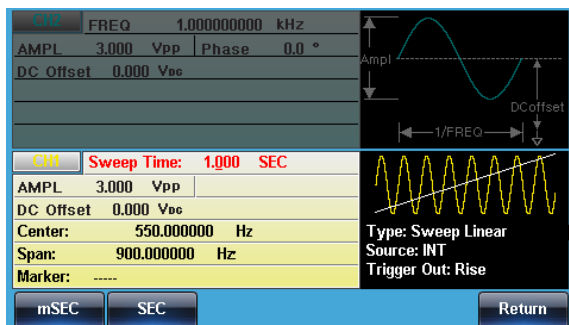 CH2 FREQ 1.000000000 kHz
AMPL 3.000 VPP Phase 0.0 °
DC Offset 0.000 VDC
Ampl
DCoffset
1/FREQ
CH1 Sweep Time: 1.000 SEC
AMPL 3.000 VPP
DC Offset 0.000 VDC
Center: 550.000000 Hz
Span: 900.000000 Hz
Marker: -----
Type: Sweep Linear
Source: INT
Trigger Out: Rise
mSEC SEC Return